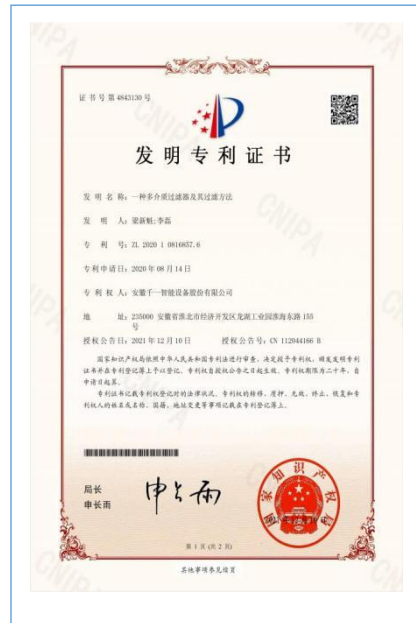 证书号第4843130号
发明专利证书
发 明 名 称：一种多介质过滤器及其过滤方法
发 明 人：梁新魁;李磊
专 利 号：ZL 2020 1 0816857.6
专利申请日：2020年08月14日
专 利 权 人：安徽千一智能设备股份有限公司
地 址：235000 安徽省淮北市经济开发区龙湖工业园淮海东路155
号
授权公告日：2021年12月10日 授权公告号：CN 112044166 B
国家知识产权局依照中华人民共和国专利法进行审查，决定授予专利权，颁发发明专利
证书并在专利登记簿上予以登记。专利权自授权公告之日起生效。专利权期限为二十年，自
申请日起算。
专利证书记载专利权登记时的法律状况。专利权的转移、质押、无效、终止、恢复和专
利权人的姓名或名称、国籍、地址变更等事项记载在专利登记簿上。
局长
申长雨
国家知识产权局
第 1 页 (共 2 页)
其他事项参见续页
CNIPA